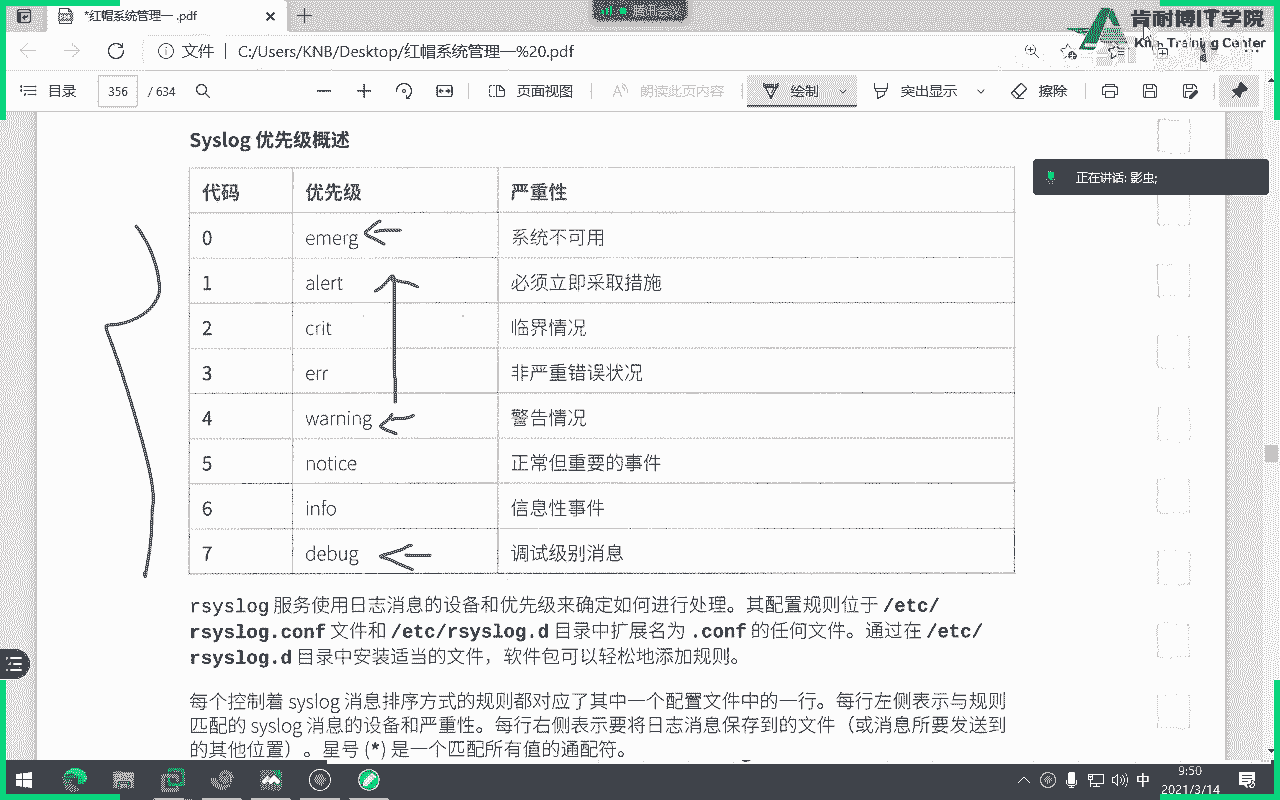 *红帽系统管理一 .pdf
腾讯会议
肯耐博IT学院
KNB Training Center
文件 | C:/Users/KNB/Desktop/红帽系统管理一%20.pdf
目录 356 / 634 页面视图 朗读此页内容 绘制 突出显示 擦除
正在讲话: 影虫;
Syslog 优先级概述
代码 优先级 严重性
0 emerg 系统不可用
1 alert 必须立即采取措施
2 crit 临界情况
3 err 非严重错误状况
4 warning 警告情况
5 notice 正常但重要的事件
6 info 信息性事件
7 debug 调试级别消息
rsyslog 服务使用日志消息的设备和优先级来确定如何进行处理。其配置规则位于 /etc/
rsyslog.conf 文件和 /etc/rsyslog.d 目录中扩展名为 .conf 的任何文件。通过在 /etc/
rsyslog.d 目录中安装适当的文件，软件包可以轻松地添加规则。
每个控制着 syslog 消息排序方式的规则都对应了其中一个配置文件中的一行。每行左侧表示与规则
匹配的 syslog 消息的设备和严重性。每行右侧表示要将日志消息保存到的文件（或消息所要发送到
的其他位置）。星号 (*) 是一个匹配所有值的通配符。
中
9:50
2021/3/14